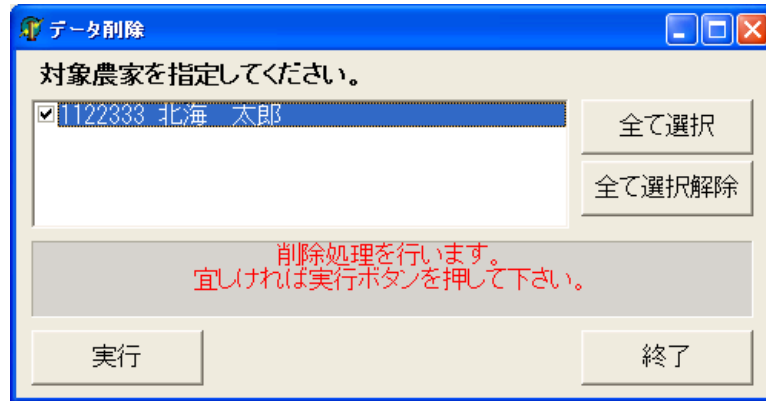 データ削除
対象農家を指定してください。
1122333 北海　太郎
全て選択
全て選択解除
削除処理を行います。
宜しければ実行ボタンを押して下さい。
実行
終了